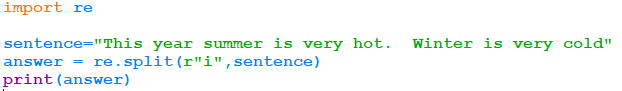 import re
sentence="This year summer is very hot.  Winter is very cold"
answer = re.split(r"i",sentence)
print(answer)